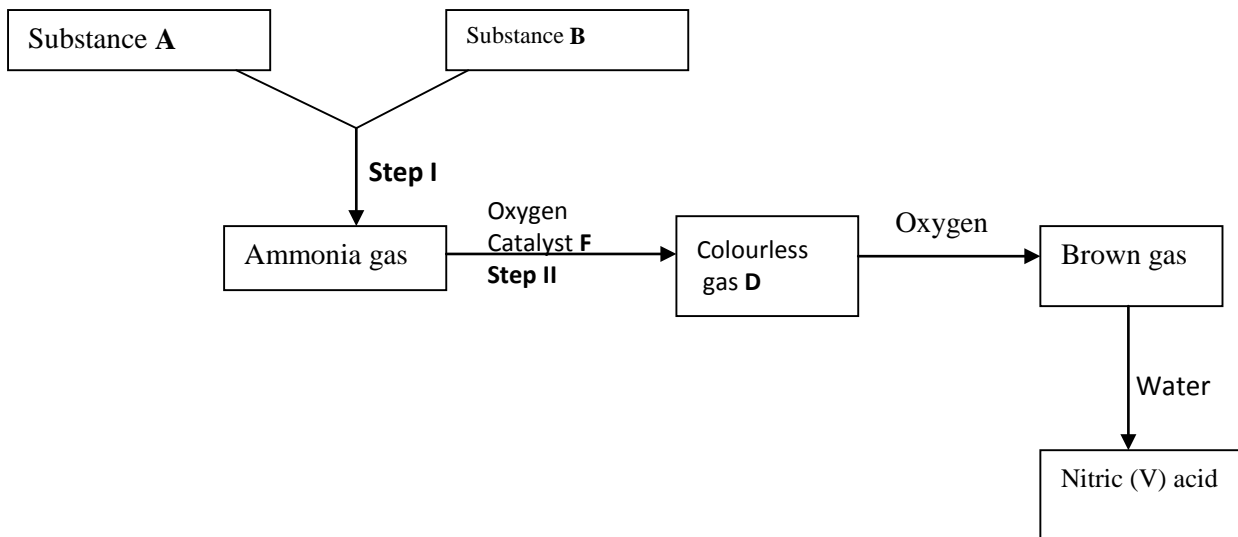 Substance A
Substance B
Step I
Ammonia gas
Oxygen
Catalyst F
Step II
Colourless
gas D
Oxygen
Brown gas
Water
Nitric (V) acid